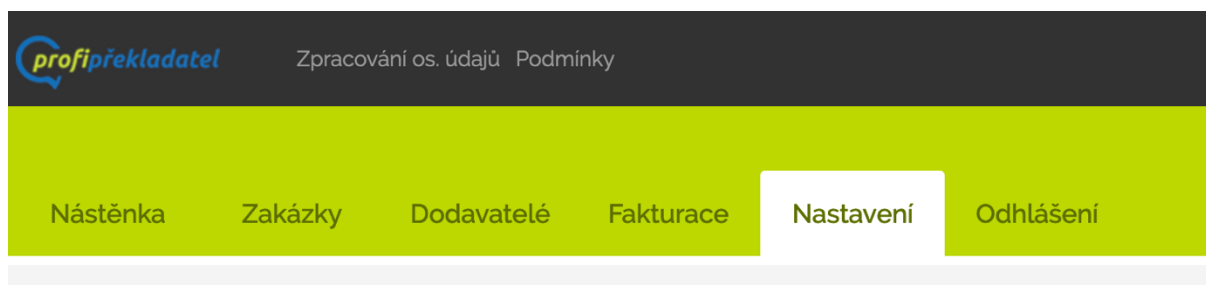 profipřekladatel Zpracování os. údajů Podmínky
Nástěnka Zakázky Dodavatelé Fakturace Nastavení Odhlášení